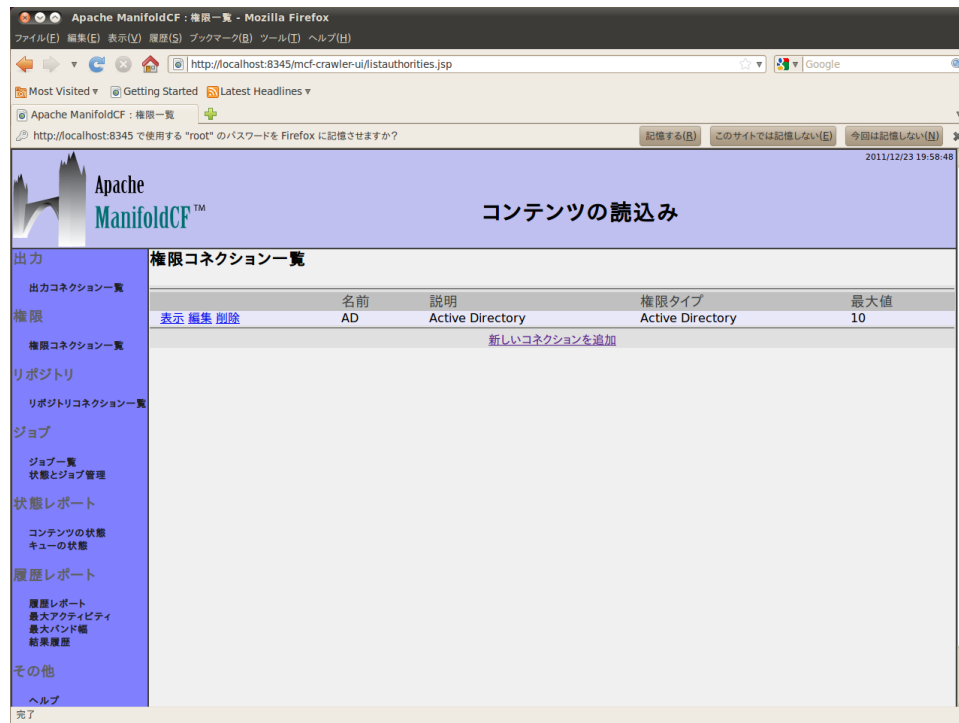 Apache ManifoldCF : 権限一覧 - Mozilla Firefox
ファイル(F) 編集(E) 表示(V) 履歴(S) ブックマーク(B) ツール(T) ヘルプ(H)
http://localhost:8345/mcf-crawler-ui/listauthorities.jsp
Google
Most Visited Getting Started Latest Headlines
Apache ManifoldCF : 権限一覧
http://localhost:8345 で使用する "root" のパスワードを Firefox に記憶させますか?
記憶する(R) このサイトでは記憶しない(E) 今回は記憶しない(N)
2011/12/23 19:58:48
Apache
ManifoldCF™
コンテンツの読込み
出力
出力コネクション一覧
権限
権限コネクション一覧
リポジトリ
リポジトリコネクション一覧
ジョブ
ジョブ一覧
状態とジョブ管理
状態レポート
コンテンツの状態
キューの状態
履歴レポート
履歴レポート
最大アクティビティ
最大バンド幅
結果履歴
その他
ヘルプ
権限コネクション一覧
名前 説明 権限タイプ 最大値
表示 編集 削除 AD Active Directory Active Directory 10
新しいコネクションを追加
完了